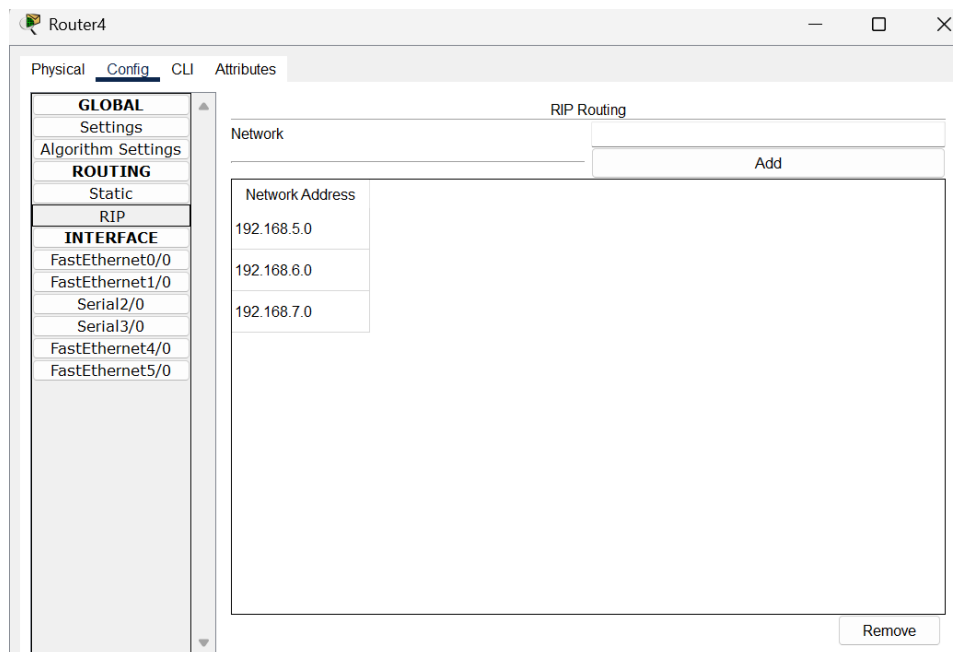 Router4
Physical Config CLI Attributes
GLOBAL
Settings
Algorithm Settings
ROUTING
Static
RIP
INTERFACE
FastEthernet0/0
FastEthernet1/0
Serial2/0
Serial3/0
FastEthernet4/0
FastEthernet5/0
RIP Routing
Network
Add
Network Address
192.168.5.0
192.168.6.0
192.168.7.0
Remove